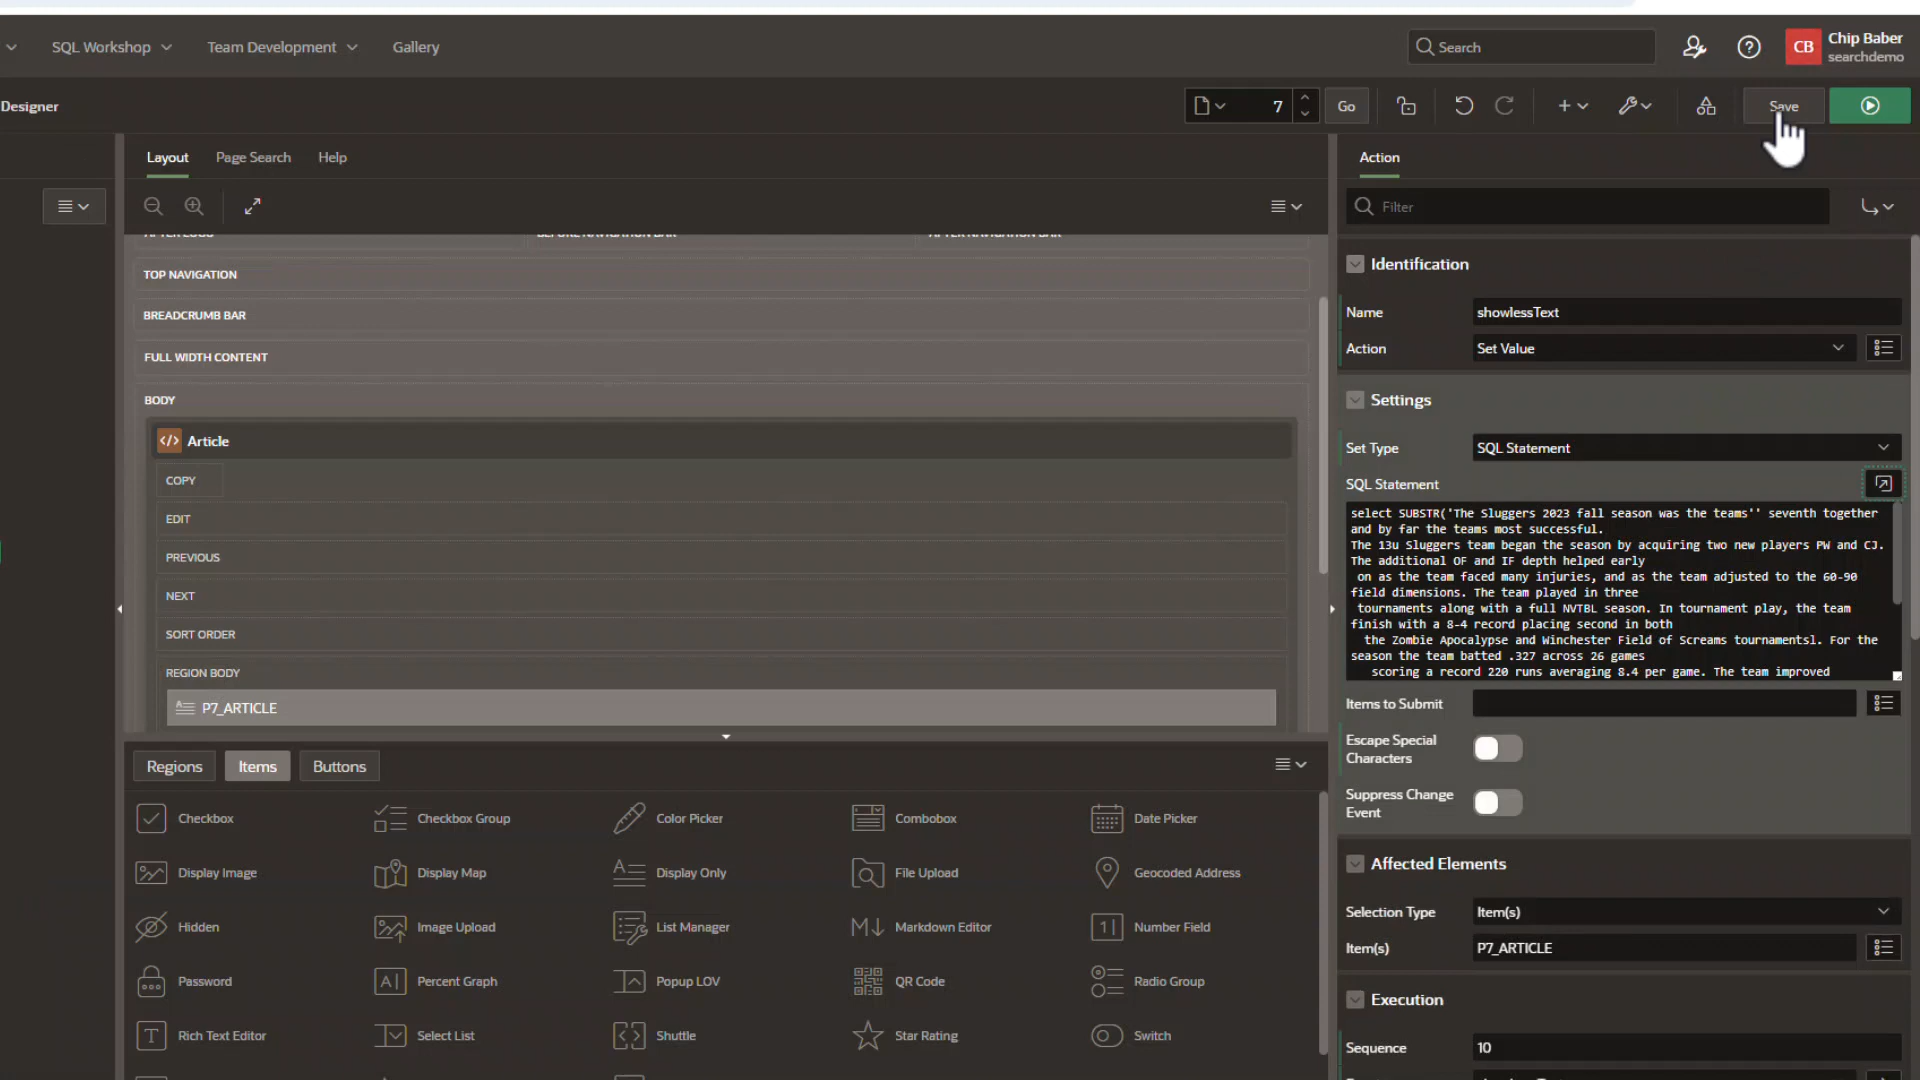 SQL Workshop
Team Development
Gallery
Search
CB
Chip Baber
searchdemo
Designer
7
Go
Save
Layout
Page Search
Help
Action
Filter
AFTER LOGO
BEFORE NAVIGATION BAR
AFTER NAVIGATION BAR
TOP NAVIGATION
BREADCRUMB BAR
FULL WIDTH CONTENT
BODY
</> Article
COPY
EDIT
PREVIOUS
NEXT
SORT ORDER
REGION BODY
P7_ARTICLE
Identification
Name
showlessText
Action
Set Value
Settings
Set Type
SQL Statement
SQL Statement
select SUBSTR('The Sluggers 2023 fall season was the teams'' seventh together
and by far the teams most successful.
The 13u Sluggers team began the season by acquiring two new players PW and CJ.
The additional OF and IF depth helped early
on as the team faced many injuries, and as the team adjusted to the 60-90
field dimensions. The team played in three
tournaments along with a full NVTBL season. In tournament play, the team
finish with a 8-4 record placing second in both
the Zombie Apocalypse and Winchester Field of Screams tournamentsl. For the
season the team batted .327 across 26 games
scoring a record 220 runs averaging 8.4 per game. The team improved
Items to Submit
Escape Special
Characters
Suppress Change
Event
Affected Elements
Selection Type
Item(s)
Item(s)
P7_ARTICLE
Execution
Sequence
10
Regions
Items
Buttons
Checkbox
Checkbox Group
Color Picker
Combobox
Date Picker
Display Image
Display Map
Display Only
File Upload
Geocoded Address
Hidden
Image Upload
List Manager
Markdown Editor
Number Field
Password
Percent Graph
Popup LOV
QR Code
Radio Group
Rich Text Editor
Select List
Shuttle
Star Rating
Switch